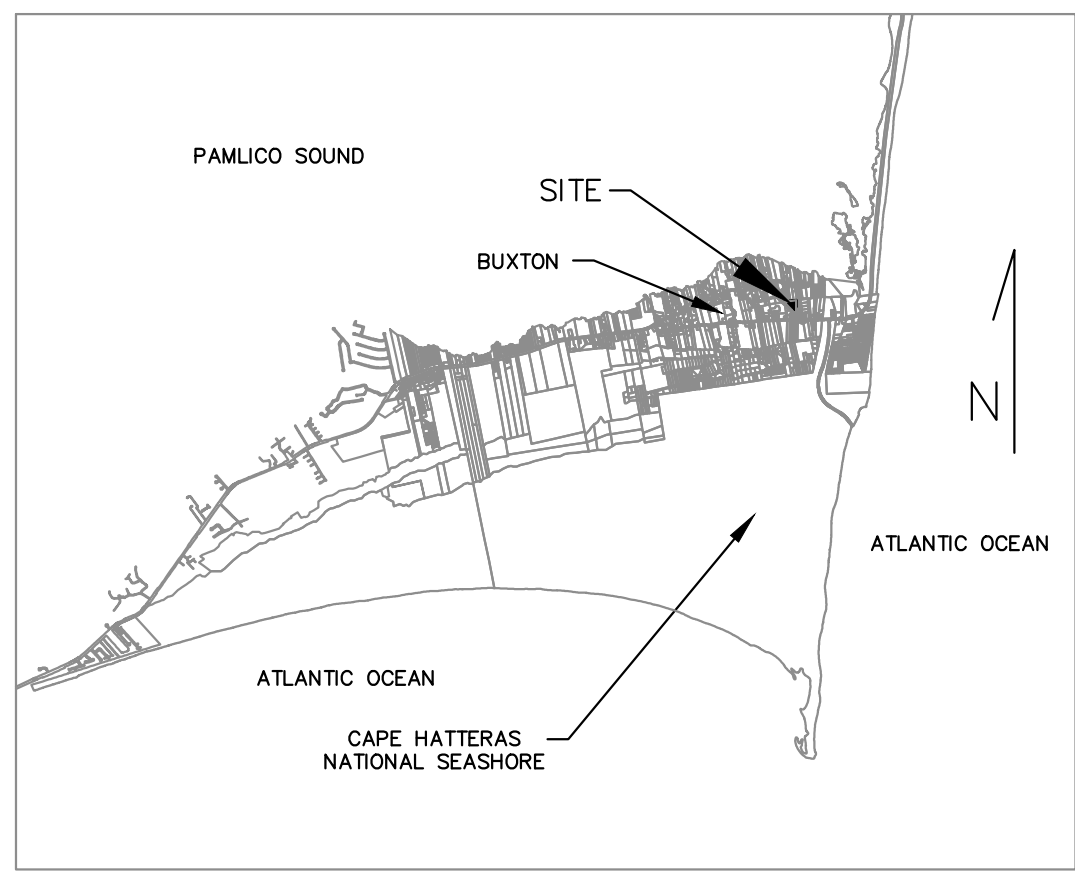 PAMLICO SOUND
SITE
BUXTON
N
ATLANTIC OCEAN
ATLANTIC OCEAN
CAPE HATTERAS
NATIONAL SEASHORE